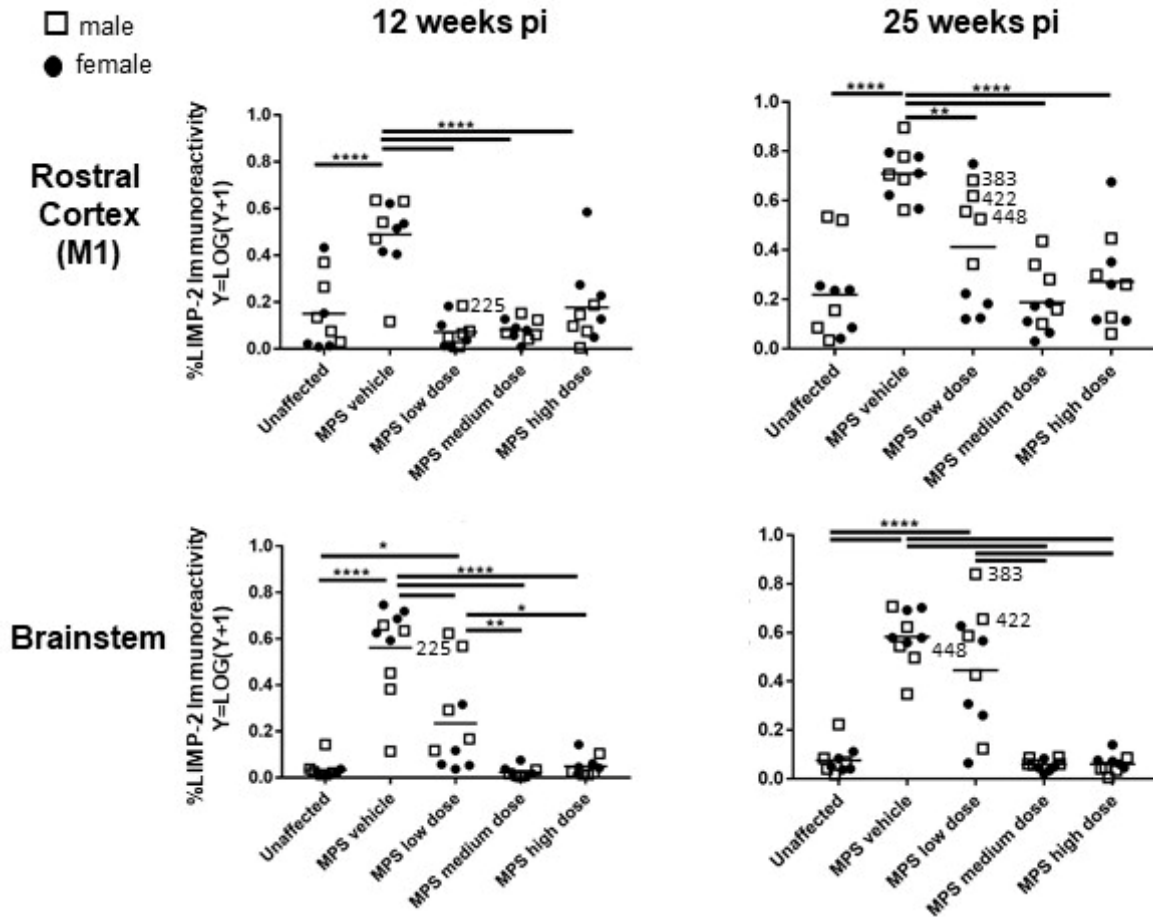 male
female
12 weeks pi
25 weeks pi
Rostral
Cortex
(M1)
%LIMP-2 Immunoreactivity
Y=LOG(Y+1)
1.0
0.8
0.6
0.4
0.2
0.0
****
****
225
Unaffected
MPS vehicle
MPS low dose
MPS medium dose
MPS high dose
1.0
0.8
0.6
0.4
0.2
0.0
****
****
**
383
422
448
Unaffected
MPS vehicle
MPS low dose
MPS medium dose
MPS high dose
Brainstem
%LIMP-2 Immunoreactivity
Y=LOG(Y+1)
1.0
0.8
0.6
0.4
0.2
0.0
*
****
****
*
**
225
Unaffected
MPS vehicle
MPS low dose
MPS medium dose
MPS high dose
1.0
0.8
0.6
0.4
0.2
0.0
****
383
422
448
Unaffected
MPS vehicle
MPS low dose
MPS medium dose
MPS high dose